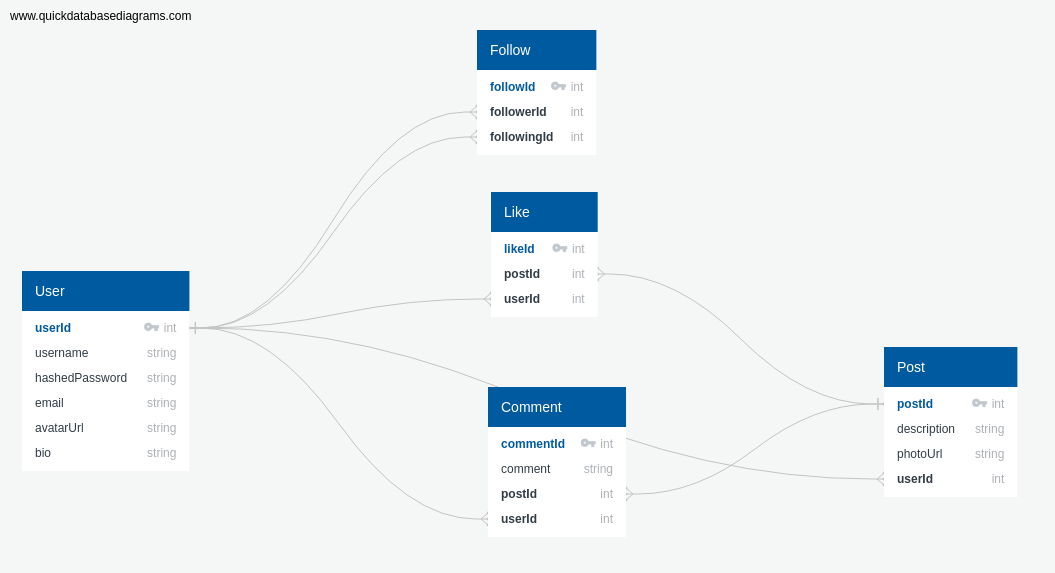 www.quickdatabasediagrams.com
Follow
followId int
followerId int
followingId int
Like
likeId int
postId int
userId int
User
userId int
username string
hashedPassword string
email string
avatarUrl string
bio string
Comment
commentId int
comment string
postId int
userId int
Post
postId int
description string
photoUrl string
userId int